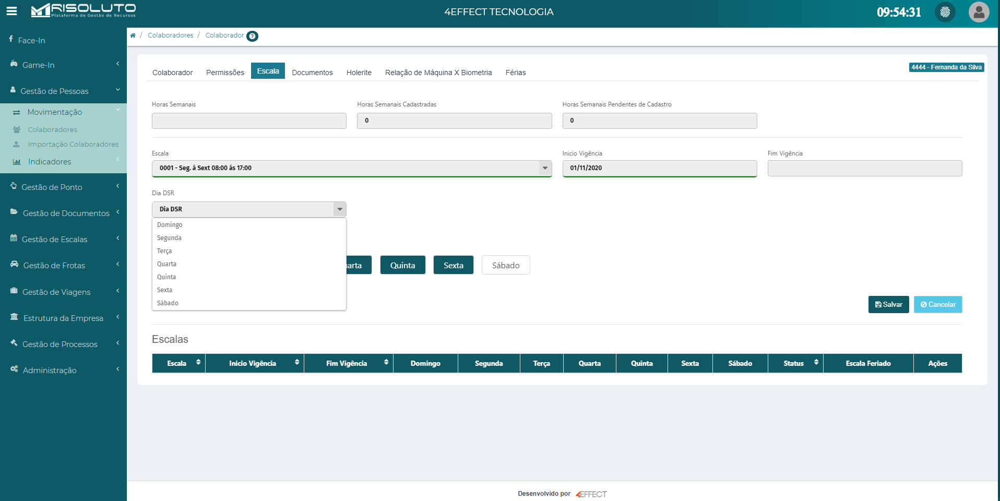 RISOLUTO
Plataforma de Gestão de Recursos
4EFFECT TECNOLOGIA
09:54:31
Face-In
Game-In
Gestão de Pessoas
Movimentação
Colaboradores
Importação Colaboradores
Indicadores
Gestão de Ponto
Gestão de Documentos
Gestão de Escalas
Gestão de Frotas
Gestão de Viagens
Estrutura da Empresa
Gestão de Processos
Administração
/ Colaboradores / Colaborador ?
Colaborador Permissões Escala Documentos Holerite Relação de Máquina X Biometria Férias
4444 - Fernanda da Silva
Horas Semanais Horas Semanais Cadastradas Horas Semanais Pendentes de Cadastro
0 0
Escala Inicio Vigência Fim Vigência
0001 - Seg. á Sext 08:00 ás 17:00 01/11/2020
Dia DSR
Dia DSR
Domingo
Segunda
Terça
Quarta
Quinta
Sexta
Sábado
arta Quinta Sexta Sábado
Salvar Cancelar
Escalas
Escala Inicio Vigência Fim Vigência Domingo Segunda Terça Quarta Quinta Sexta Sábado Status Escala Feriado Ações
Desenvolvido por 4EFFECT